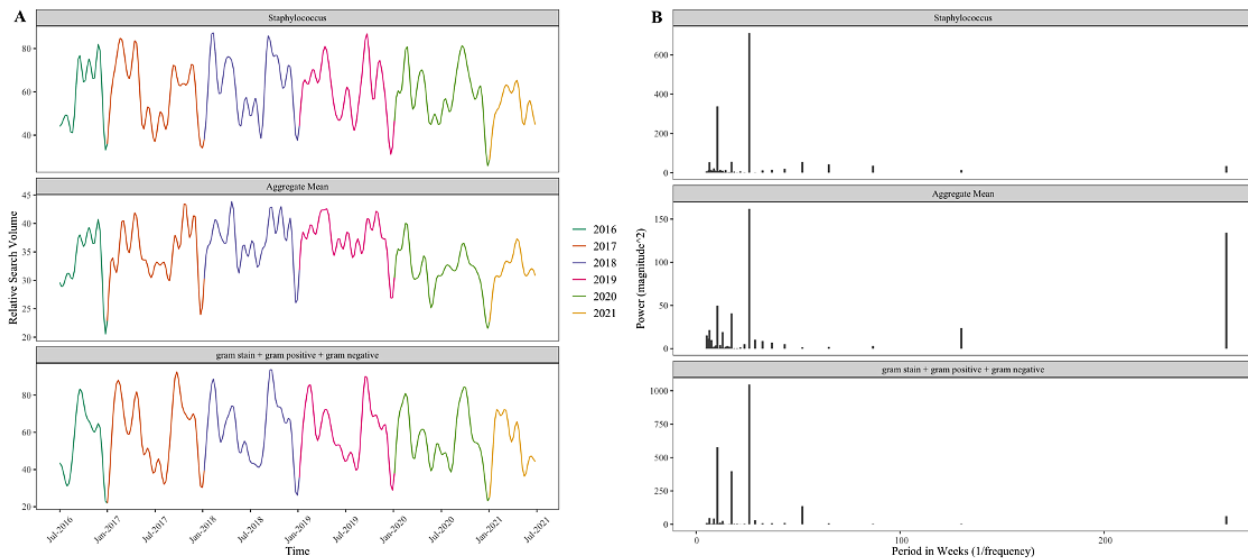 A
Staphylococcus
80
60
40
Aggregate Mean
45
40
35
30
25
20
gram stain + gram positive + gram negative
80
60
40
20
Relative Search Volume
Jul-2016
Jan-2017
Jul-2017
Jan-2018
Jul-2018
Jan-2019
Jul-2019
Jan-2020
Jul-2020
Jan-2021
Jul-2021
Time
2016
2017
2018
2019
2020
2021
B
Staphylococcus
600
400
200
0
Aggregate Mean
150
100
50
0
gram stain + gram positive + gram negative
1000
750
500
250
0
Power (magnitude^2)
0
100
200
Period in Weeks (1/frequency)